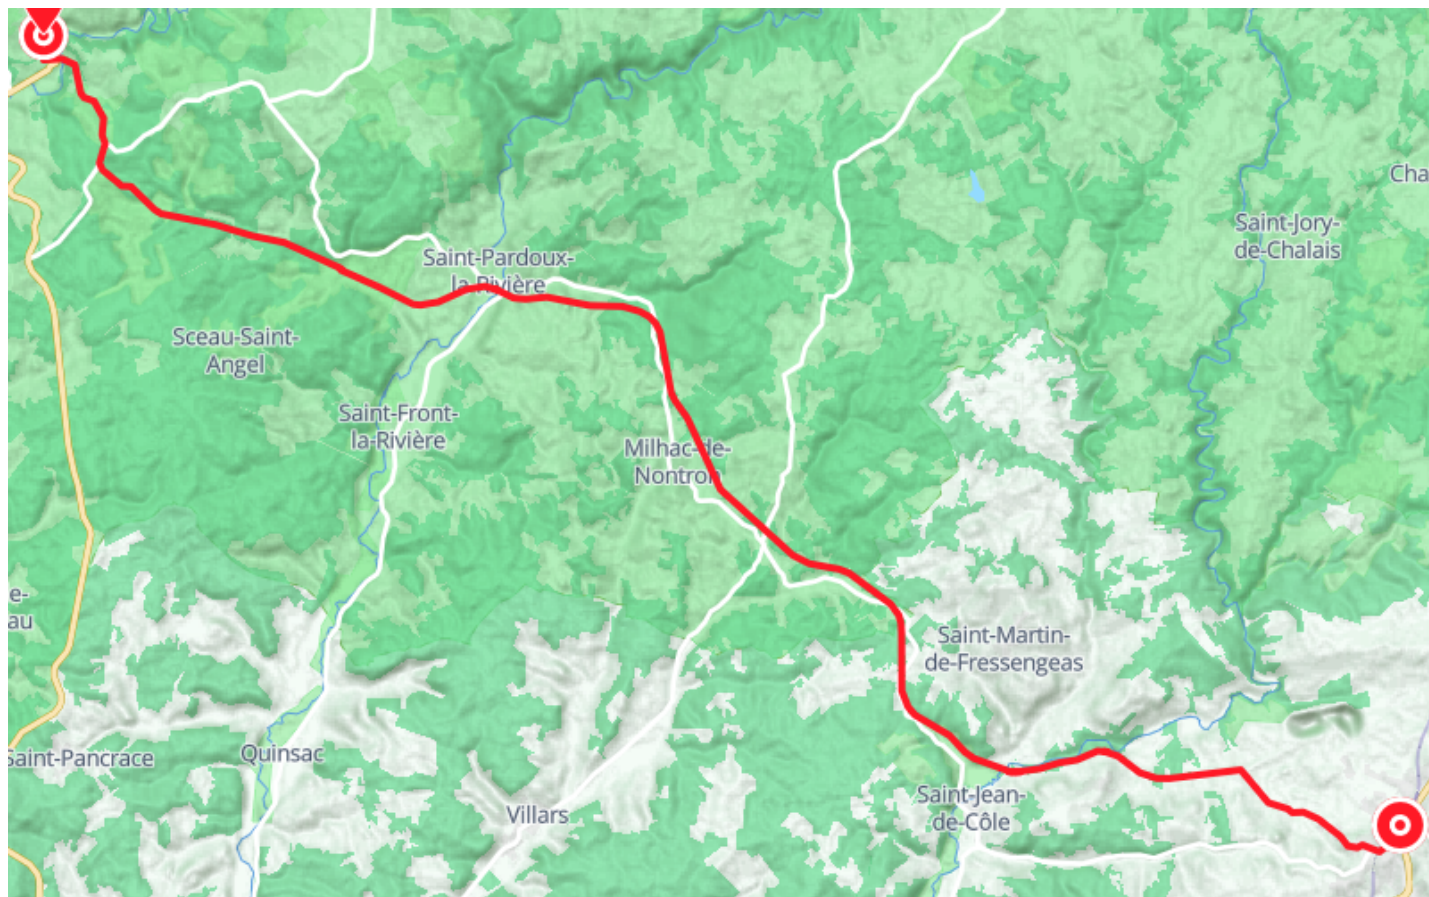 Cha
Saint-Jory-
de-Chalais
Saint-Pardoux-
la-Rivière
Sceau-Saint-
Angel
Saint-Front-
la-Rivière
Milhac-de-
Nontron
e-
au
Saint-Martin-
de-Fressengeas
Saint-Pancrace
Quinsac
Villars
Saint-Jean-
de-Côle